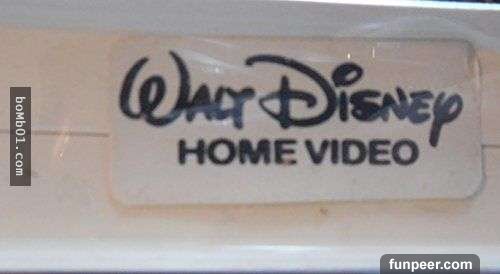 WALT DISNEY
HOME VIDEO
boMb01.com
funpeer.com